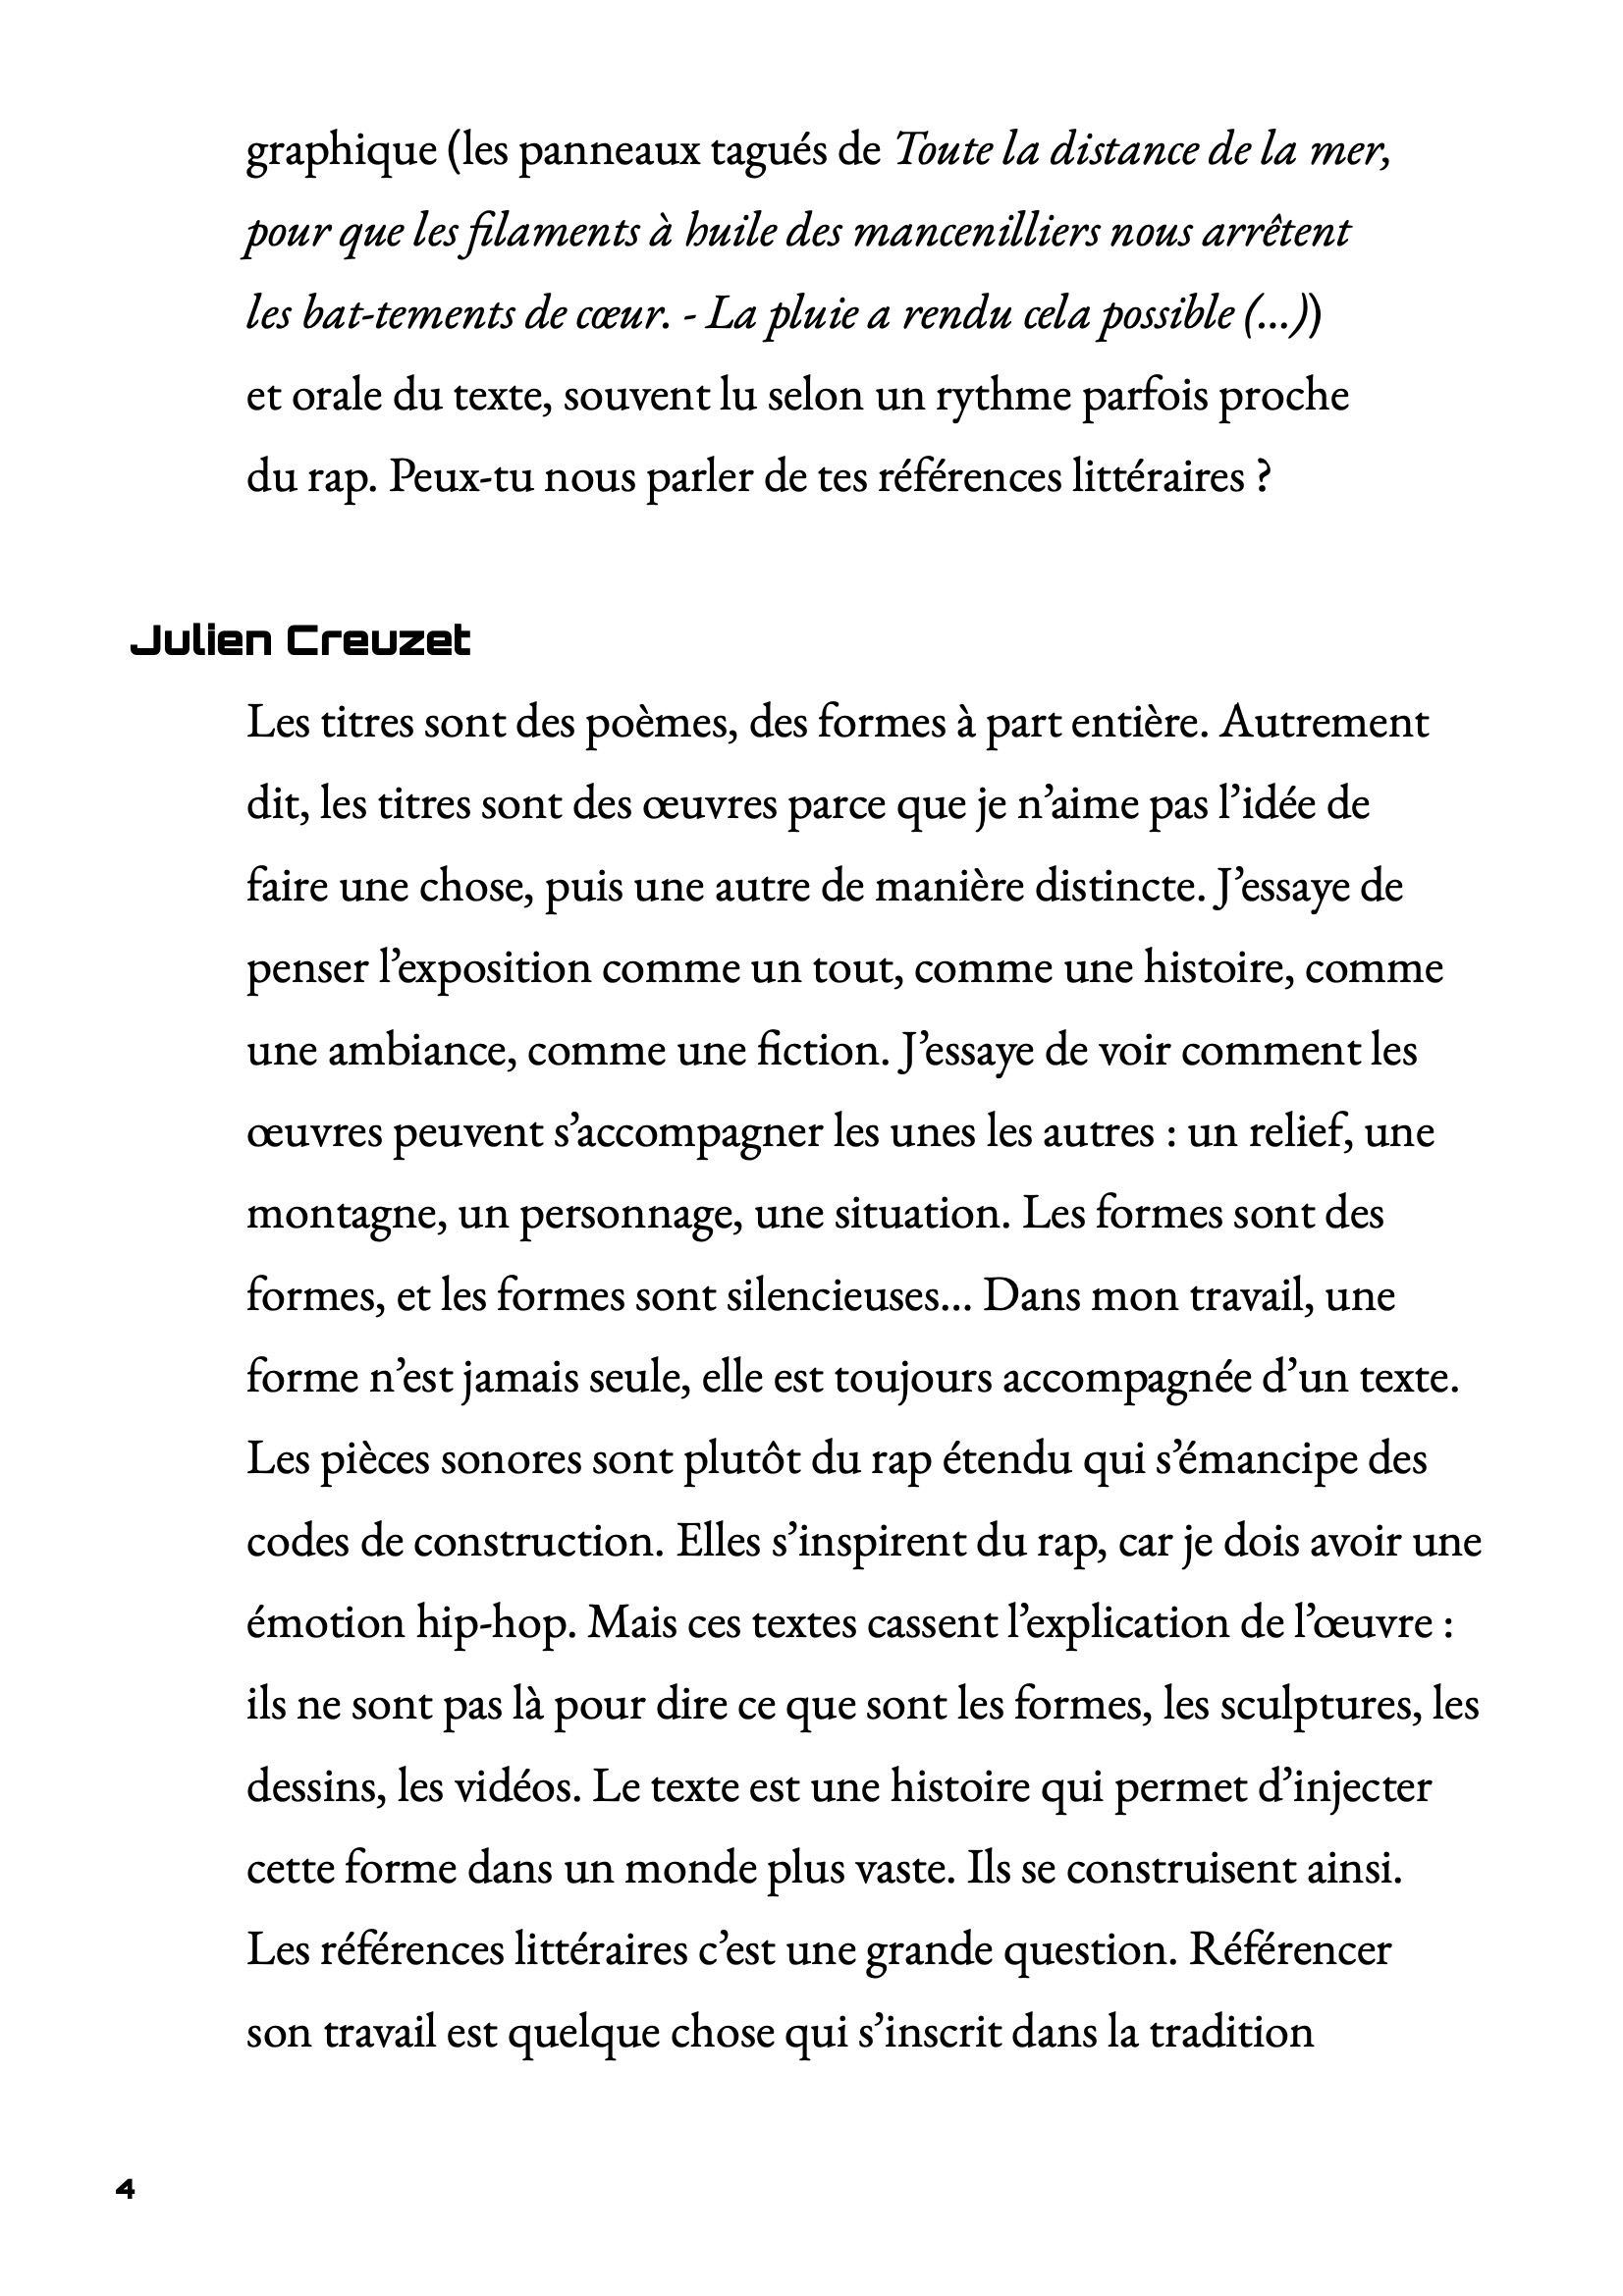 graphique (les panneaux tagués de Toute la distance de la mer,
pour que les filaments à huile des mancenilliers nous arrêtent
les bat-tements de cœur. - La pluie a rendu cela possible (…))
et orale du texte, souvent lu selon un rythme parfois proche
du rap. Peux-tu nous parler de tes références littéraires ?
Julien Creuzet
Les titres sont des poèmes, des formes à part entière. Autrement
dit, les titres sont des œuvres parce que je n’aime pas l’idée de
faire une chose, puis une autre de manière distincte. J’essaye de
penser l’exposition comme un tout, comme une histoire, comme
une ambiance, comme une fiction. J’essaye de voir comment les
œuvres peuvent s’accompagner les unes les autres : un relief, une
montagne, un personnage, une situation. Les formes sont des
formes, et les formes sont silencieuses… Dans mon travail, une
forme n’est jamais seule, elle est toujours accompagnée d’un texte.
Les pièces sonores sont plutôt du rap étendu qui s’émancipe des
codes de construction. Elles s’inspirent du rap, car je dois avoir une
émotion hip-hop. Mais ces textes cassent l’explication de l’œuvre :
ils ne sont pas là pour dire ce que sont les formes, les sculptures, les
dessins, les vidéos. Le texte est une histoire qui permet d’injecter
cette forme dans un monde plus vaste. Ils se construisent ainsi.
Les références littéraires c’est une grande question. Référencer
son travail est quelque chose qui s’inscrit dans la tradition
4